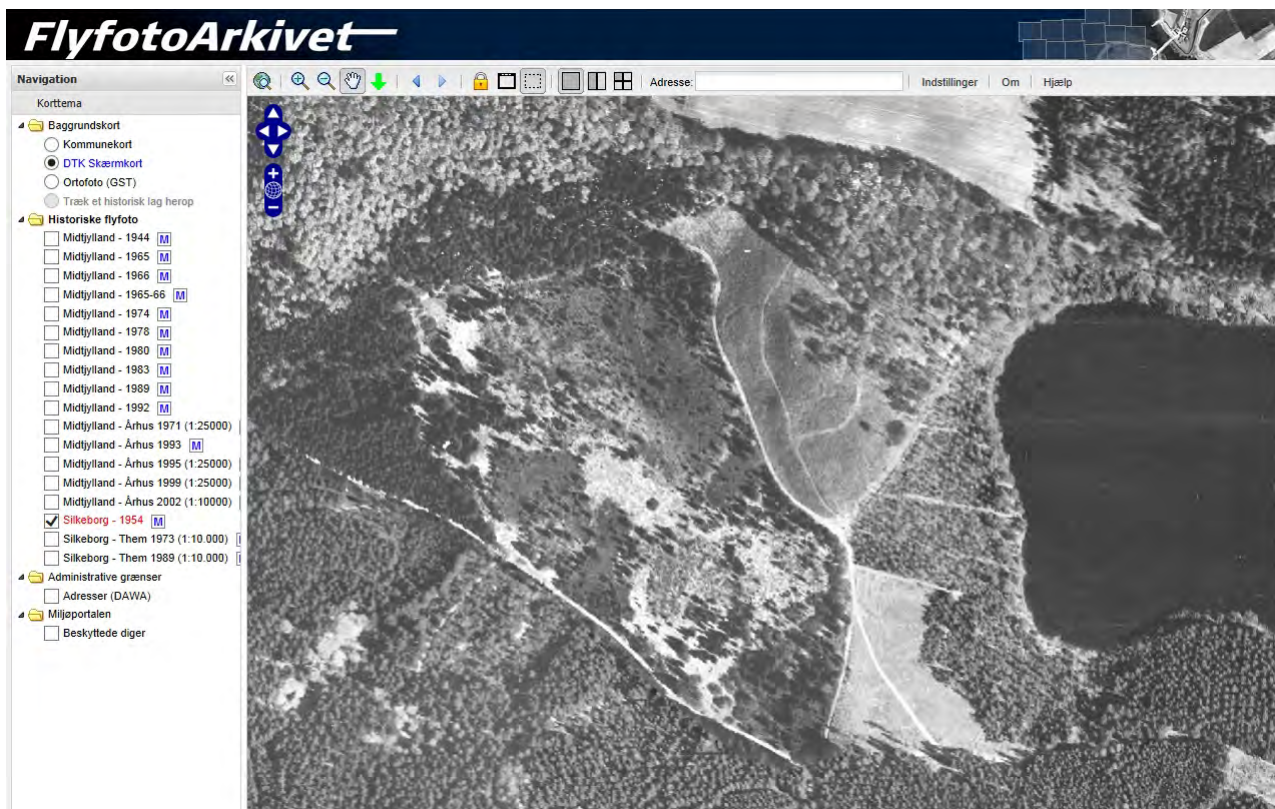 FlyfotoArkivet
Navigation
Adresse:
Indstillinger
Om
Hjælp
Korttema
Baggrundskort
Kommunekort
DTK Skærmkort
Ortofoto (GST)
Træk et historisk lag herop
Historiske flyfoto
Midtjylland - 1944 M
Midtjylland - 1965 M
Midtjylland - 1966 M
Midtjylland - 1965-66 M
Midtjylland - 1974 M
Midtjylland - 1978 M
Midtjylland - 1980 M
Midtjylland - 1983 M
Midtjylland - 1989 M
Midtjylland - 1992 M
Midtjylland - Århus 1971 (1:25000)
Midtjylland - Århus 1993 M
Midtjylland - Århus 1995 (1:25000)
Midtjylland - Århus 1999 (1:25000)
Midtjylland - Århus 2002 (1:10000)
Silkeborg - 1954 M
Silkeborg - Them 1973 (1:10.000)
Silkeborg - Them 1989 (1:10.000)
Administrative grænser
Adresser (DAWA)
Miljøportalen
Beskyttede diger